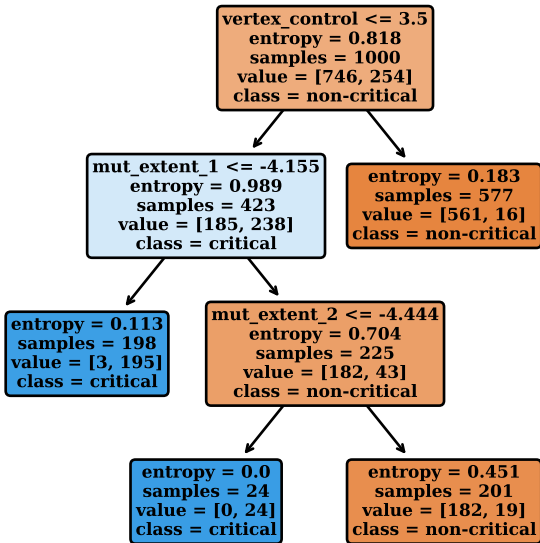 vertex_control <= 3.5
entropy = 0.818
samples = 1000
value = [746, 254]
class = non-critical
mut_extent_1 <= -4.155
entropy = 0.989
samples = 423
value = [185, 238]
class = critical
entropy = 0.183
samples = 577
value = [561, 16]
class = non-critical
entropy = 0.113
samples = 198
value = [3, 195]
class = critical
mut_extent_2 <= -4.444
entropy = 0.704
samples = 225
value = [182, 43]
class = non-critical
entropy = 0.0
samples = 24
value = [0, 24]
class = critical
entropy = 0.451
samples = 201
value = [182, 19]
class = non-critical